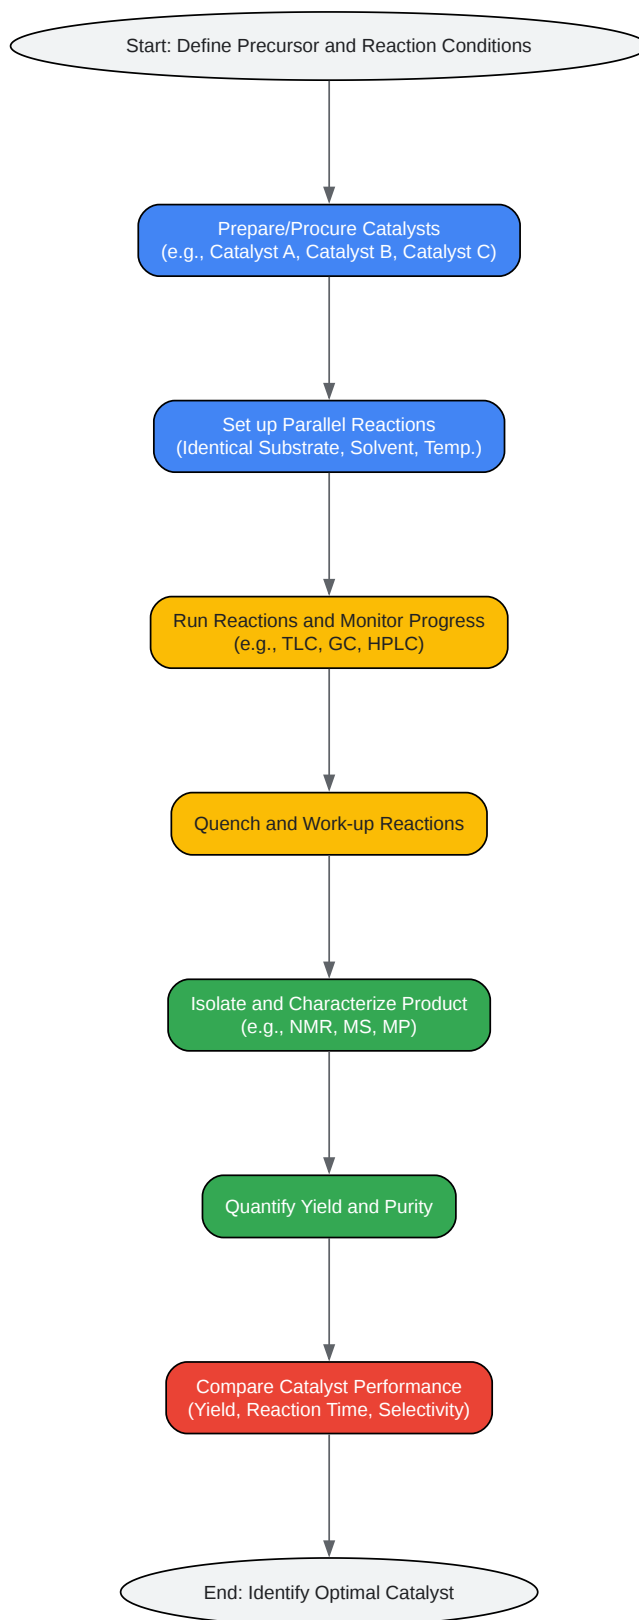 Start: Define Precursor and Reaction Conditions
Prepare/Procure Catalysts
(e.g., Catalyst A, Catalyst B, Catalyst C)
Set up Parallel Reactions
(Identical Substrate, Solvent, Temp.)
Run Reactions and Monitor Progress
(e.g., TLC, GC, HPLC)
Quench and Work-up Reactions
Isolate and Characterize Product
(e.g., NMR, MS, MP)
Quantify Yield and Purity
Compare Catalyst Performance
(Yield, Reaction Time, Selectivity)
End: Identify Optimal Catalyst